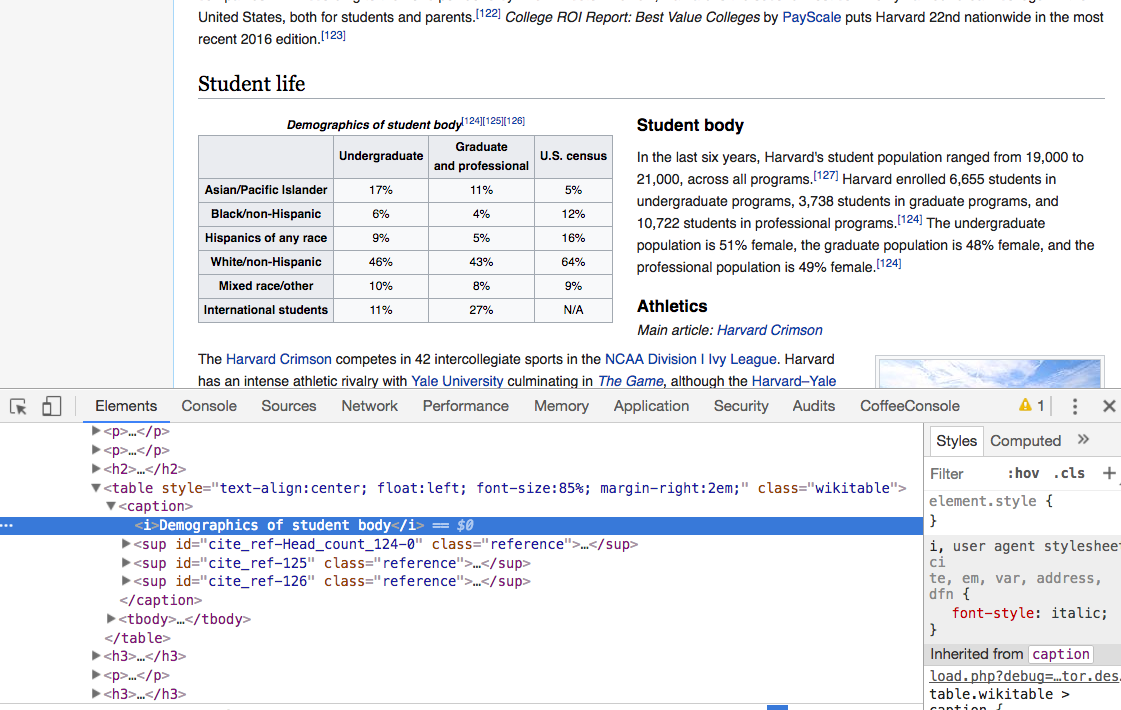 United States, both for students and parents.[122] College ROI Report: Best Value Colleges by PayScale puts Harvard 22nd nationwide in the most
recent 2016 edition.[123]
Student life
Demographics of student body[124][125][126]
Undergraduate Graduate and professional U.S. census
Asian/Pacific Islander 17% 11% 5%
Black/non-Hispanic 6% 4% 12%
Hispanics of any race 9% 5% 16%
White/non-Hispanic 46% 43% 64%
Mixed race/other 10% 8% 9%
International students 11% 27% N/A
Student body
In the last six years, Harvard's student population ranged from 19,000 to
21,000, across all programs.[127] Harvard enrolled 6,655 students in
undergraduate programs, 3,738 students in graduate programs, and
10,722 students in professional programs.[124] The undergraduate
population is 51% female, the graduate population is 48% female, and the
professional population is 49% female.[124]
Athletics
Main article: Harvard Crimson
The Harvard Crimson competes in 42 intercollegiate sports in the NCAA Division I Ivy League. Harvard
has an intense athletic rivalry with Yale University culminating in The Game, although the Harvard–Yale
Elements Console Sources Network Performance Memory Application Security Audits CoffeeConsole 1
<p>…</p>
<p>…</p>
<h2>…</h2>
<table style="text-align:center; float:left; font-size:85%; margin-right:2em;" class="wikitable">
<caption>
<i>Demographics of student body</i> == $0
<sup id="cite_ref-Head_count_124-0" class="reference">…</sup>
<sup id="cite_ref-125" class="reference">…</sup>
<sup id="cite_ref-126" class="reference">…</sup>
</caption>
<tbody>…</tbody>
</table>
<h3>…</h3>
<p>…</p>
<h3>…</h3>
Styles Computed »
Filter :hov .cls +
element.style {
}
i, user agent stylesheet
ci
te, em, var, address,
dfn {
font-style: italic;
}
Inherited from caption
load.php?debug=…tor.des
table.wikitable >
caption {